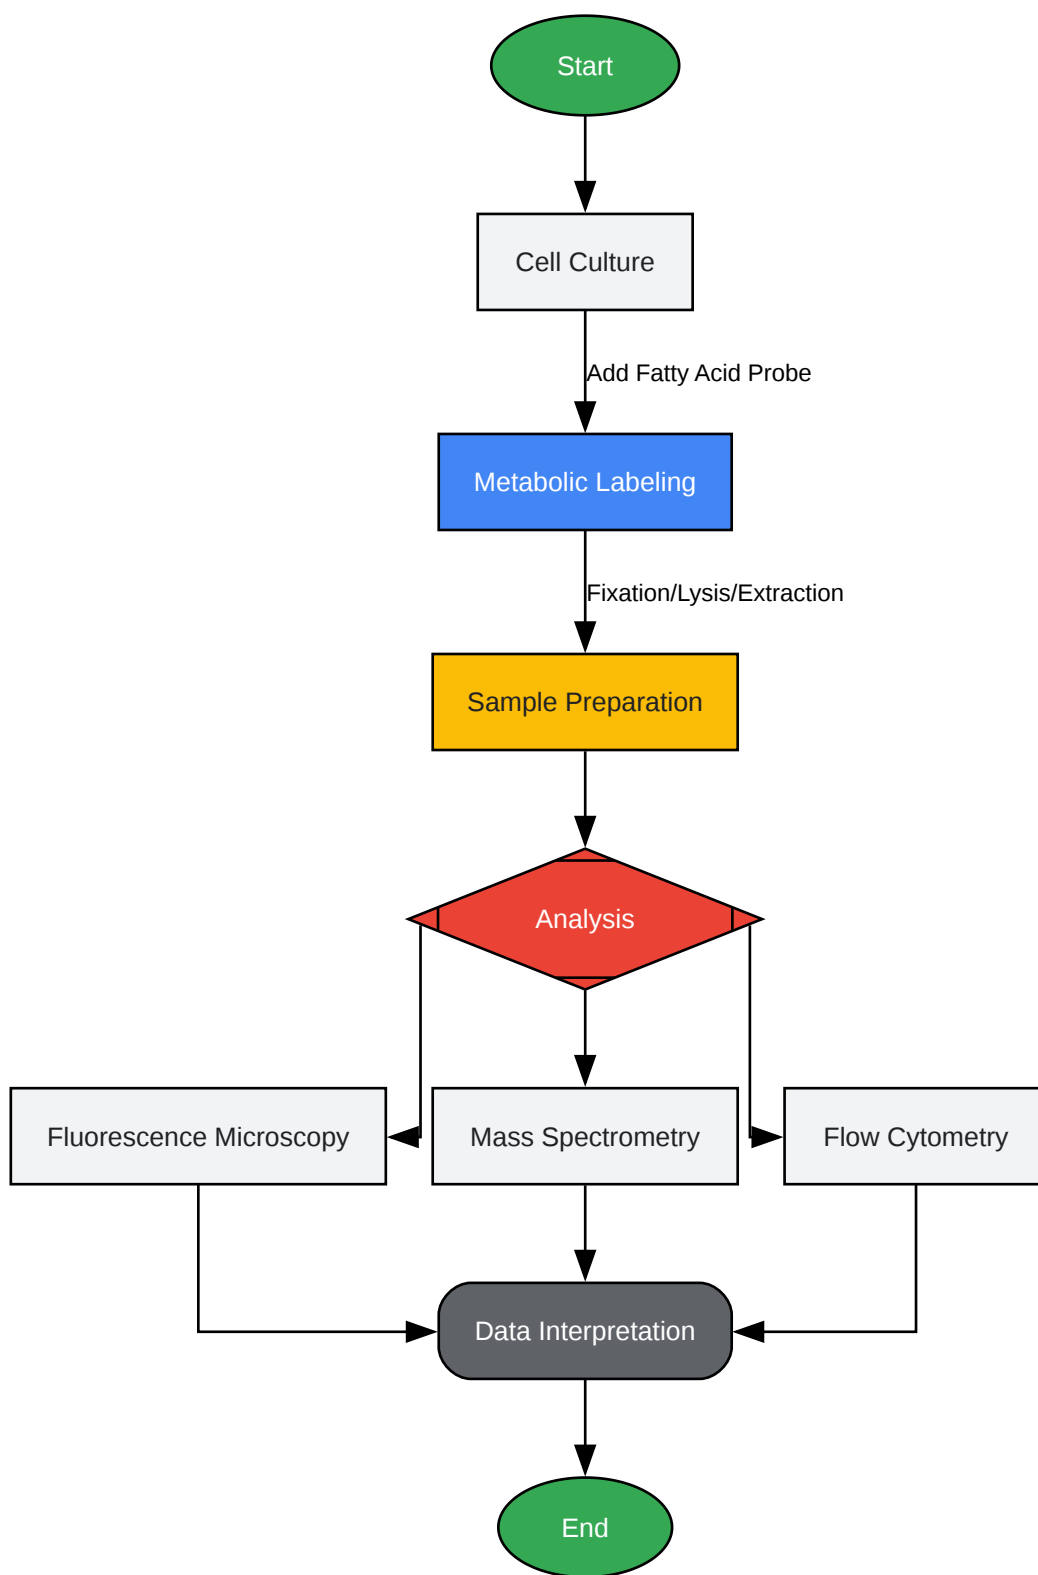 Start
Cell Culture
Add Fatty Acid Probe
Metabolic Labeling
Fixation/Lysis/Extraction
Sample Preparation
Analysis
Fluorescence Microscopy
Mass Spectrometry
Flow Cytometry
Data Interpretation
End